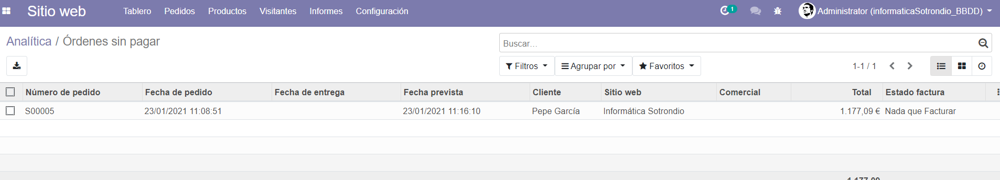 Sitio web Tablero Pedidos Productos Visitantes Informes Configuración 1 Administrator (informaticaSotrondio_BBDD)
Analítica / Órdenes sin pagar
Buscar...
Filtros Agrupar por Favoritos 1-1 / 1
Número de pedido Fecha de pedido Fecha de entrega Fecha prevista Cliente Sitio web Comercial Total Estado factura
S00005 23/01/2021 11:08:51 23/01/2021 11:16:10 Pepe García Informática Sotrondio 1.177,09 € Nada que Facturar
1.177,09